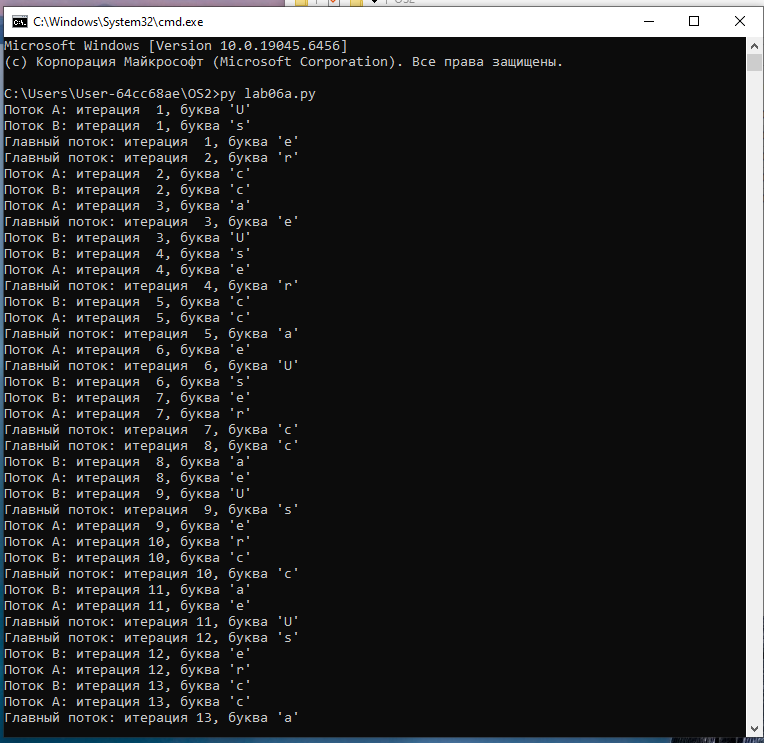 C:\Windows\System32\cmd.exe
Microsoft Windows [Version 10.0.19045.6456]
(c) Корпорация Майкрософт (Microsoft Corporation). Все права защищены.
C:\Users\User-64cc68ae\OS2>py lab06a.py
Поток A: итерация  1, буква 'U'
Поток B: итерация  1, буква 's'
Главный поток: итерация  1, буква 'e'
Главный поток: итерация  2, буква 'r'
Поток A: итерация  2, буква 'c'
Поток B: итерация  2, буква 'c'
Поток A: итерация  3, буква 'a'
Главный поток: итерация  3, буква 'e'
Поток B: итерация  3, буква 'U'
Поток B: итерация  4, буква 's'
Поток A: итерация  4, буква 'e'
Главный поток: итерация  4, буква 'r'
Поток B: итерация  5, буква 'c'
Поток A: итерация  5, буква 'c'
Главный поток: итерация  5, буква 'a'
Поток A: итерация  6, буква 'e'
Главный поток: итерация  6, буква 'U'
Поток B: итерация  6, буква 's'
Поток B: итерация  7, буква 'e'
Поток A: итерация  7, буква 'r'
Главный поток: итерация  7, буква 'c'
Главный поток: итерация  8, буква 'c'
Поток B: итерация  8, буква 'a'
Поток A: итерация  8, буква 'e'
Поток B: итерация  9, буква 'U'
Главный поток: итерация  9, буква 's'
Поток A: итерация  9, буква 'e'
Поток A: итерация 10, буква 'r'
Поток B: итерация 10, буква 'c'
Главный поток: итерация 10, буква 'c'
Поток B: итерация 11, буква 'a'
Поток A: итерация 11, буква 'e'
Главный поток: итерация 11, буква 'U'
Главный поток: итерация 12, буква 's'
Поток B: итерация 12, буква 'e'
Поток A: итерация 12, буква 'r'
Поток B: итерация 13, буква 'c'
Поток A: итерация 13, буква 'c'
Главный поток: итерация 13, буква 'a'